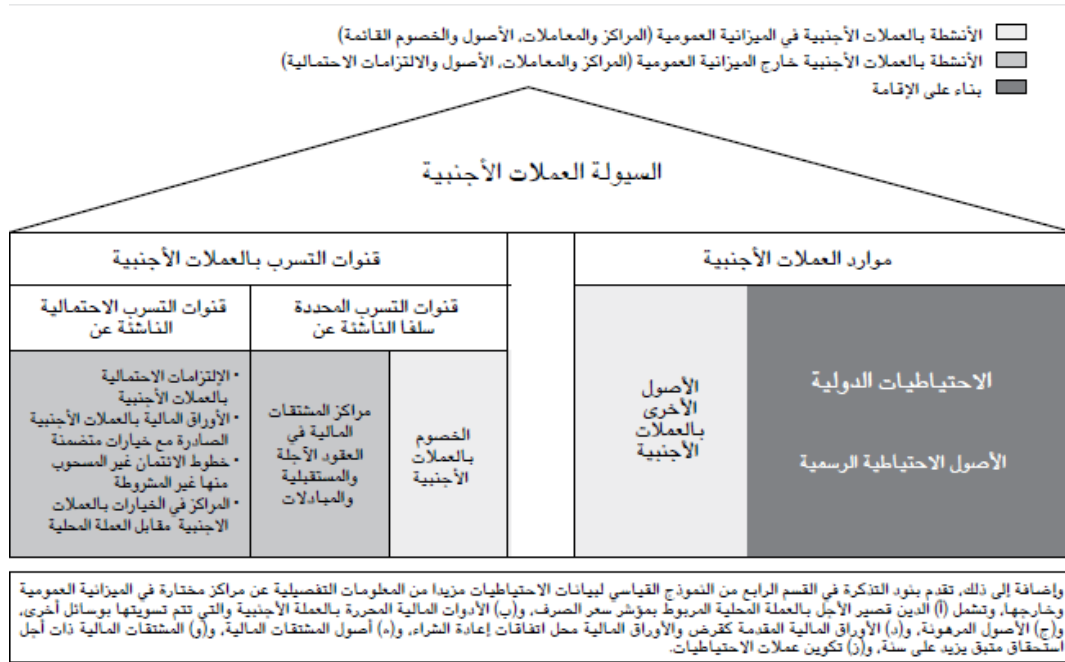 الأنشطة بالعملات الأجنبية في الميزانية العمومية (المراكز والمعاملات، الأصول والخصوم القائمة)
الأنشطة بالعملات الأجنبية خارج الميزانية العمومية (المراكز والمعاملات، الأصول والالتزامات الاحتمالية)
بناء على الإقامة
السيولة العملات الأجنبية
موارد العملات الأجنبية
الاحتياطيات الدولية
الأصول الاحتياطية الرسمية
الأصول
الأخرى
بالعملات
الأجنبية
قنوات التسرب بالعملات الأجنبية
قنوات التسرب المحددة
سلفا الناشئة عن
الخصوم
بالعملات
الأجنبية
مراكز المشتقات
المالية في
العقود الآجلة
والمستقبلية
والمبادلات
قنوات التسرب الاحتمالية
الناشئة عن
• الإلتزامات الاحتمالية
بالعملات الأجنبية
• الأوراق المالية بالعملات الأجنبية
الصادرة مع خيارات متضمنة
• خطوط الائتمان غير المسحوب
منها غير المشروطة
• المراكز في الخيارات بالعملات
الاجنبية مقابل العملة المحلية
وإضافة إلى ذلك، تقدم بنود التذكرة في القسم الرابع من النموذج القياسي لبيانات الاحتياطيات مزيدا من المعلومات التفصيلية عن مراكز مختارة في الميزانية العمومية
وخارجها، وتشمل (أ) الدين قصير الأجل بالعملة المحلية المربوط بمؤشر سعر الصرف، و(ب) الأدوات المالية المحررة بالعملة الأجنبية والتي تتم تسويتها بوسائل أخرى،
و(ج) الأصول المرهونة، و(د) الأوراق المالية المقدمة كقرض والأوراق المالية محل اتفاقات إعادة الشراء، و(ه) أصول المشتقات المالية، و(و) المشتقات المالية ذات أجل
استحقاق متبق يزيد على سنة، و(ز) تكوين عملات الاحتياطيات.